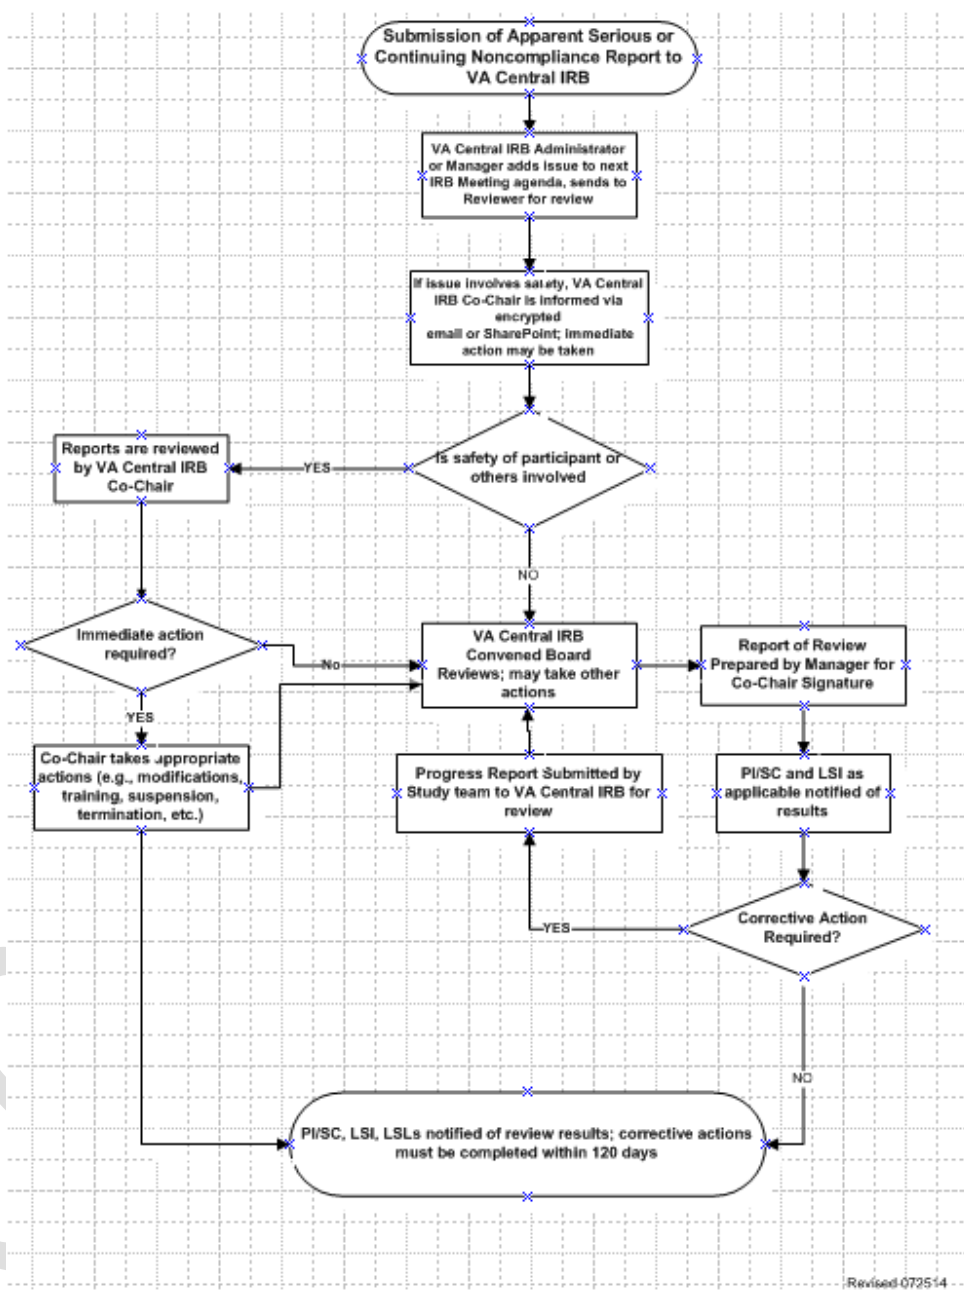 Submission of Apparent Serious or
Continuing Noncompliance Report to
VA Central IRB
VA Central IRB Administrator
or Manager adds issue to next
IRB Meeting agenda, sends to
Reviewer for review
If issue involves safety, VA Central
IRB Co-Chair is informed via
encrypted
email or SharePoint; immediate
action may be taken
Is safety of participant or
others involved
YES
Reports are reviewed
by VA Central IRB
Co-Chair
NO
Immediate action
required?
No
VA Central IRB
Convened Board
Reviews; may take other
actions
Report of Review
Prepared by Manager for
Co-Chair Signature
YES
Co-Chair takes appropriate
actions (e.g., modifications,
training, suspension,
termination, etc.)
Progress Report Submitted by
Study team to VA Central IRB for
review
PI/SC and LSI as
applicable notified of
results
Corrective Action
Required?
YES
NO
PI/SC, LSI, LSLs notified of review results; corrective actions
must be completed within 120 days
Revised 072514